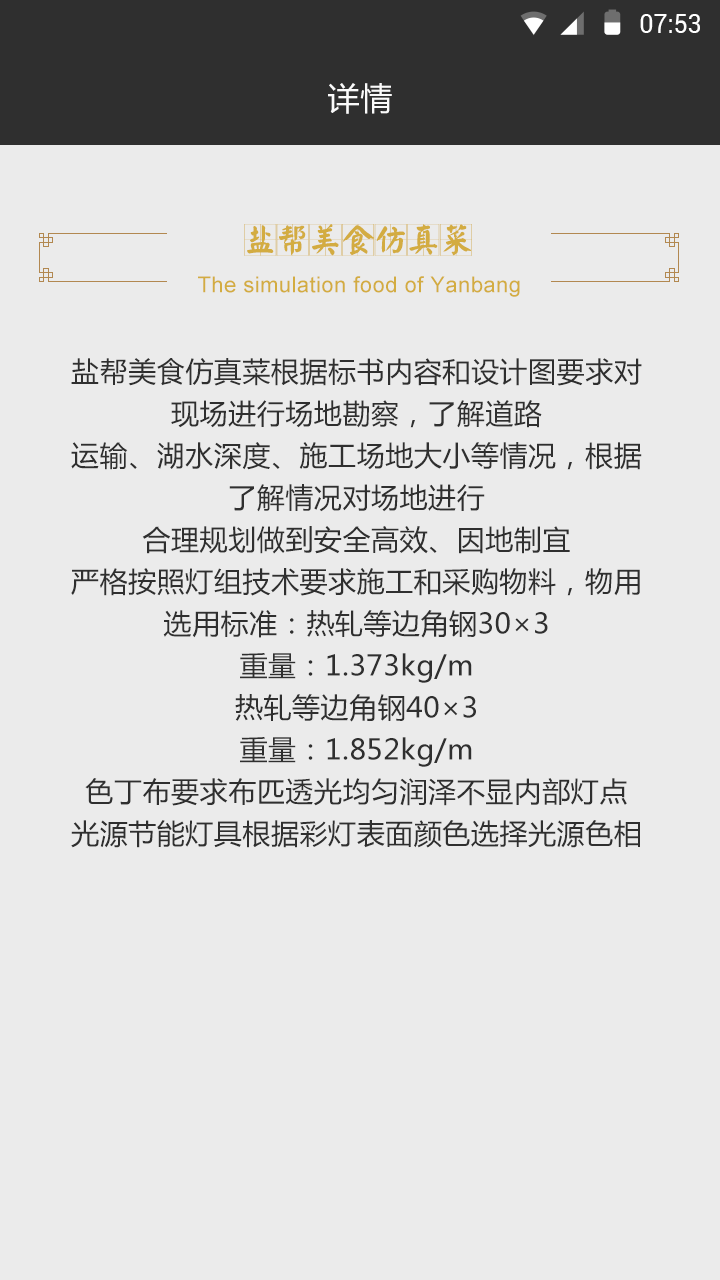 07:53
详情
盐帮美食仿真菜
The simulation food of Yanbang
盐帮美食仿真菜根据标书内容和设计图要求对
现场进行场地勘察，了解道路
运输、湖水深度、施工场地大小等情况，根据
了解情况对场地进行
合理规划做到安全高效、因地制宜
严格按照灯组技术要求施工和采购物料，物用
选用标准：热轧等边角钢30×3
重量：1.373kg/m
热轧等边角钢40×3
重量：1.852kg/m
色丁布要求布匹透光均匀润泽不显内部灯点
光源节能灯具根据彩灯表面颜色选择光源色相